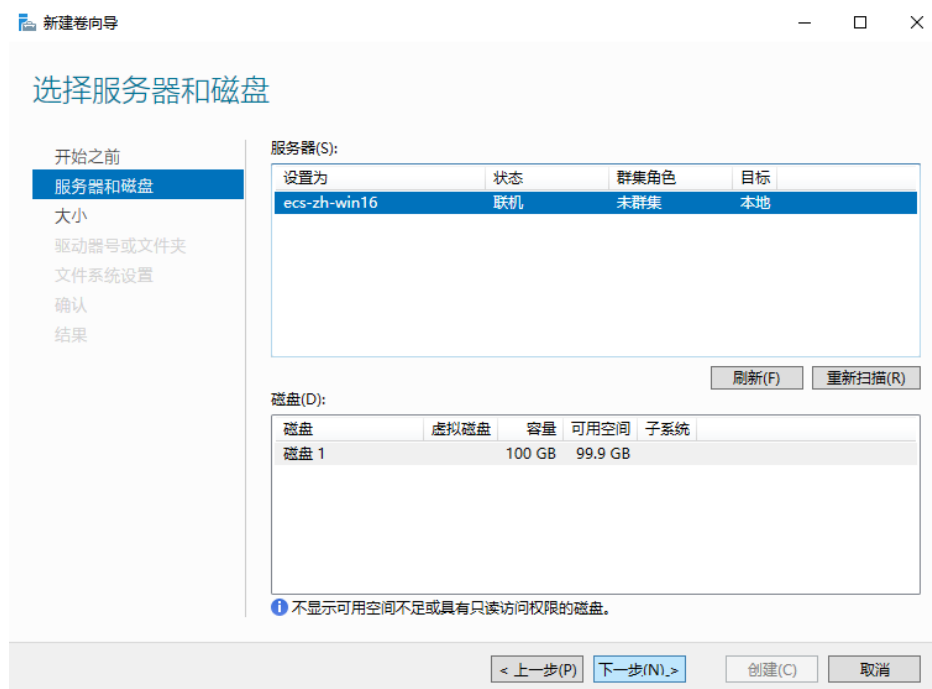 新建卷向导
选择服务器和磁盘
开始之前
服务器和磁盘
大小
驱动器号或文件夹
文件系统设置
确认
结果
服务器(S):
设置为 状态 群集角色 目标
ecs-zh-win16 联机 未群集 本地
刷新(F) 重新扫描(R)
磁盘(D):
磁盘 虚拟磁盘 容量 可用空间 子系统
磁盘 1 100 GB 99.9 GB
不显示可用空间不足或具有只读访问权限的磁盘。
< 上一步(P) 下一步(N) > 创建(C) 取消